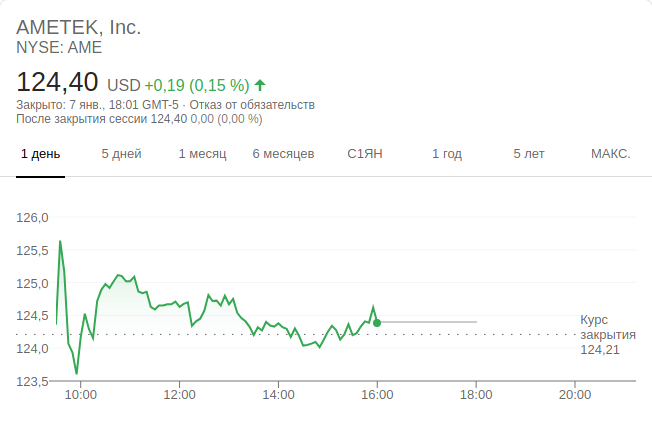 AMETEK, Inc.
NYSE: AME
124,40 USD +0,19 (0,15 %)
Закрыто: 7 янв., 18:01 GMT-5 · Отказ от обязательств
После закрытия сессии 124,40 0,00 (0,00 %)
1 день 5 дней 1 месяц 6 месяцев С1ЯН 1 год 5 лет МАКС.
126,0
125,5
125,0
124,5
124,0
123,5
Курс
закрытия
124,21
10:00 12:00 14:00 16:00 18:00 20:00